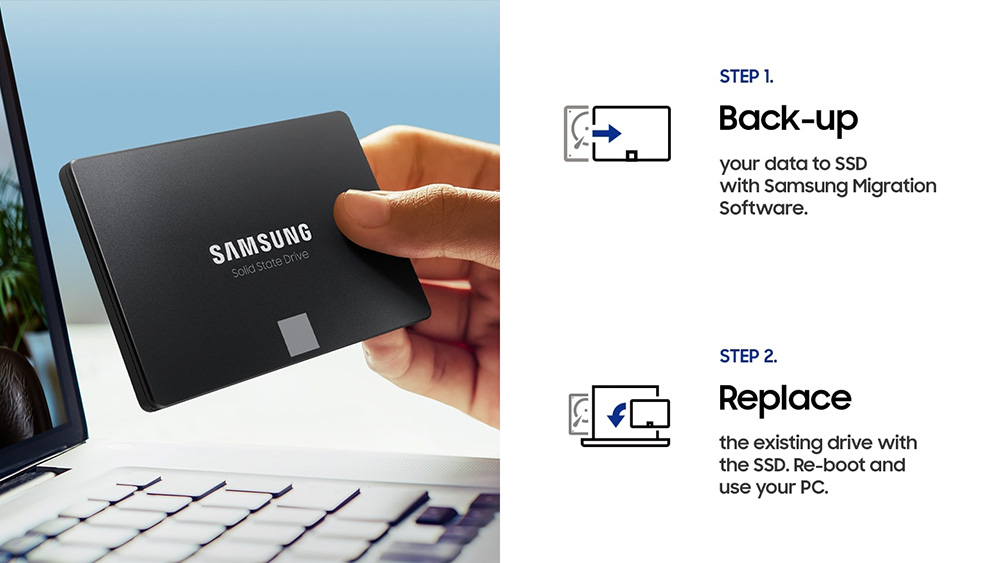 SAMSUNG
Solid State Drive
STEP 1.
Back-up
your data to SSD
with Samsung Migration
Software.
STEP 2.
Replace
the existing drive with
the SSD. Re-boot and
use your PC.